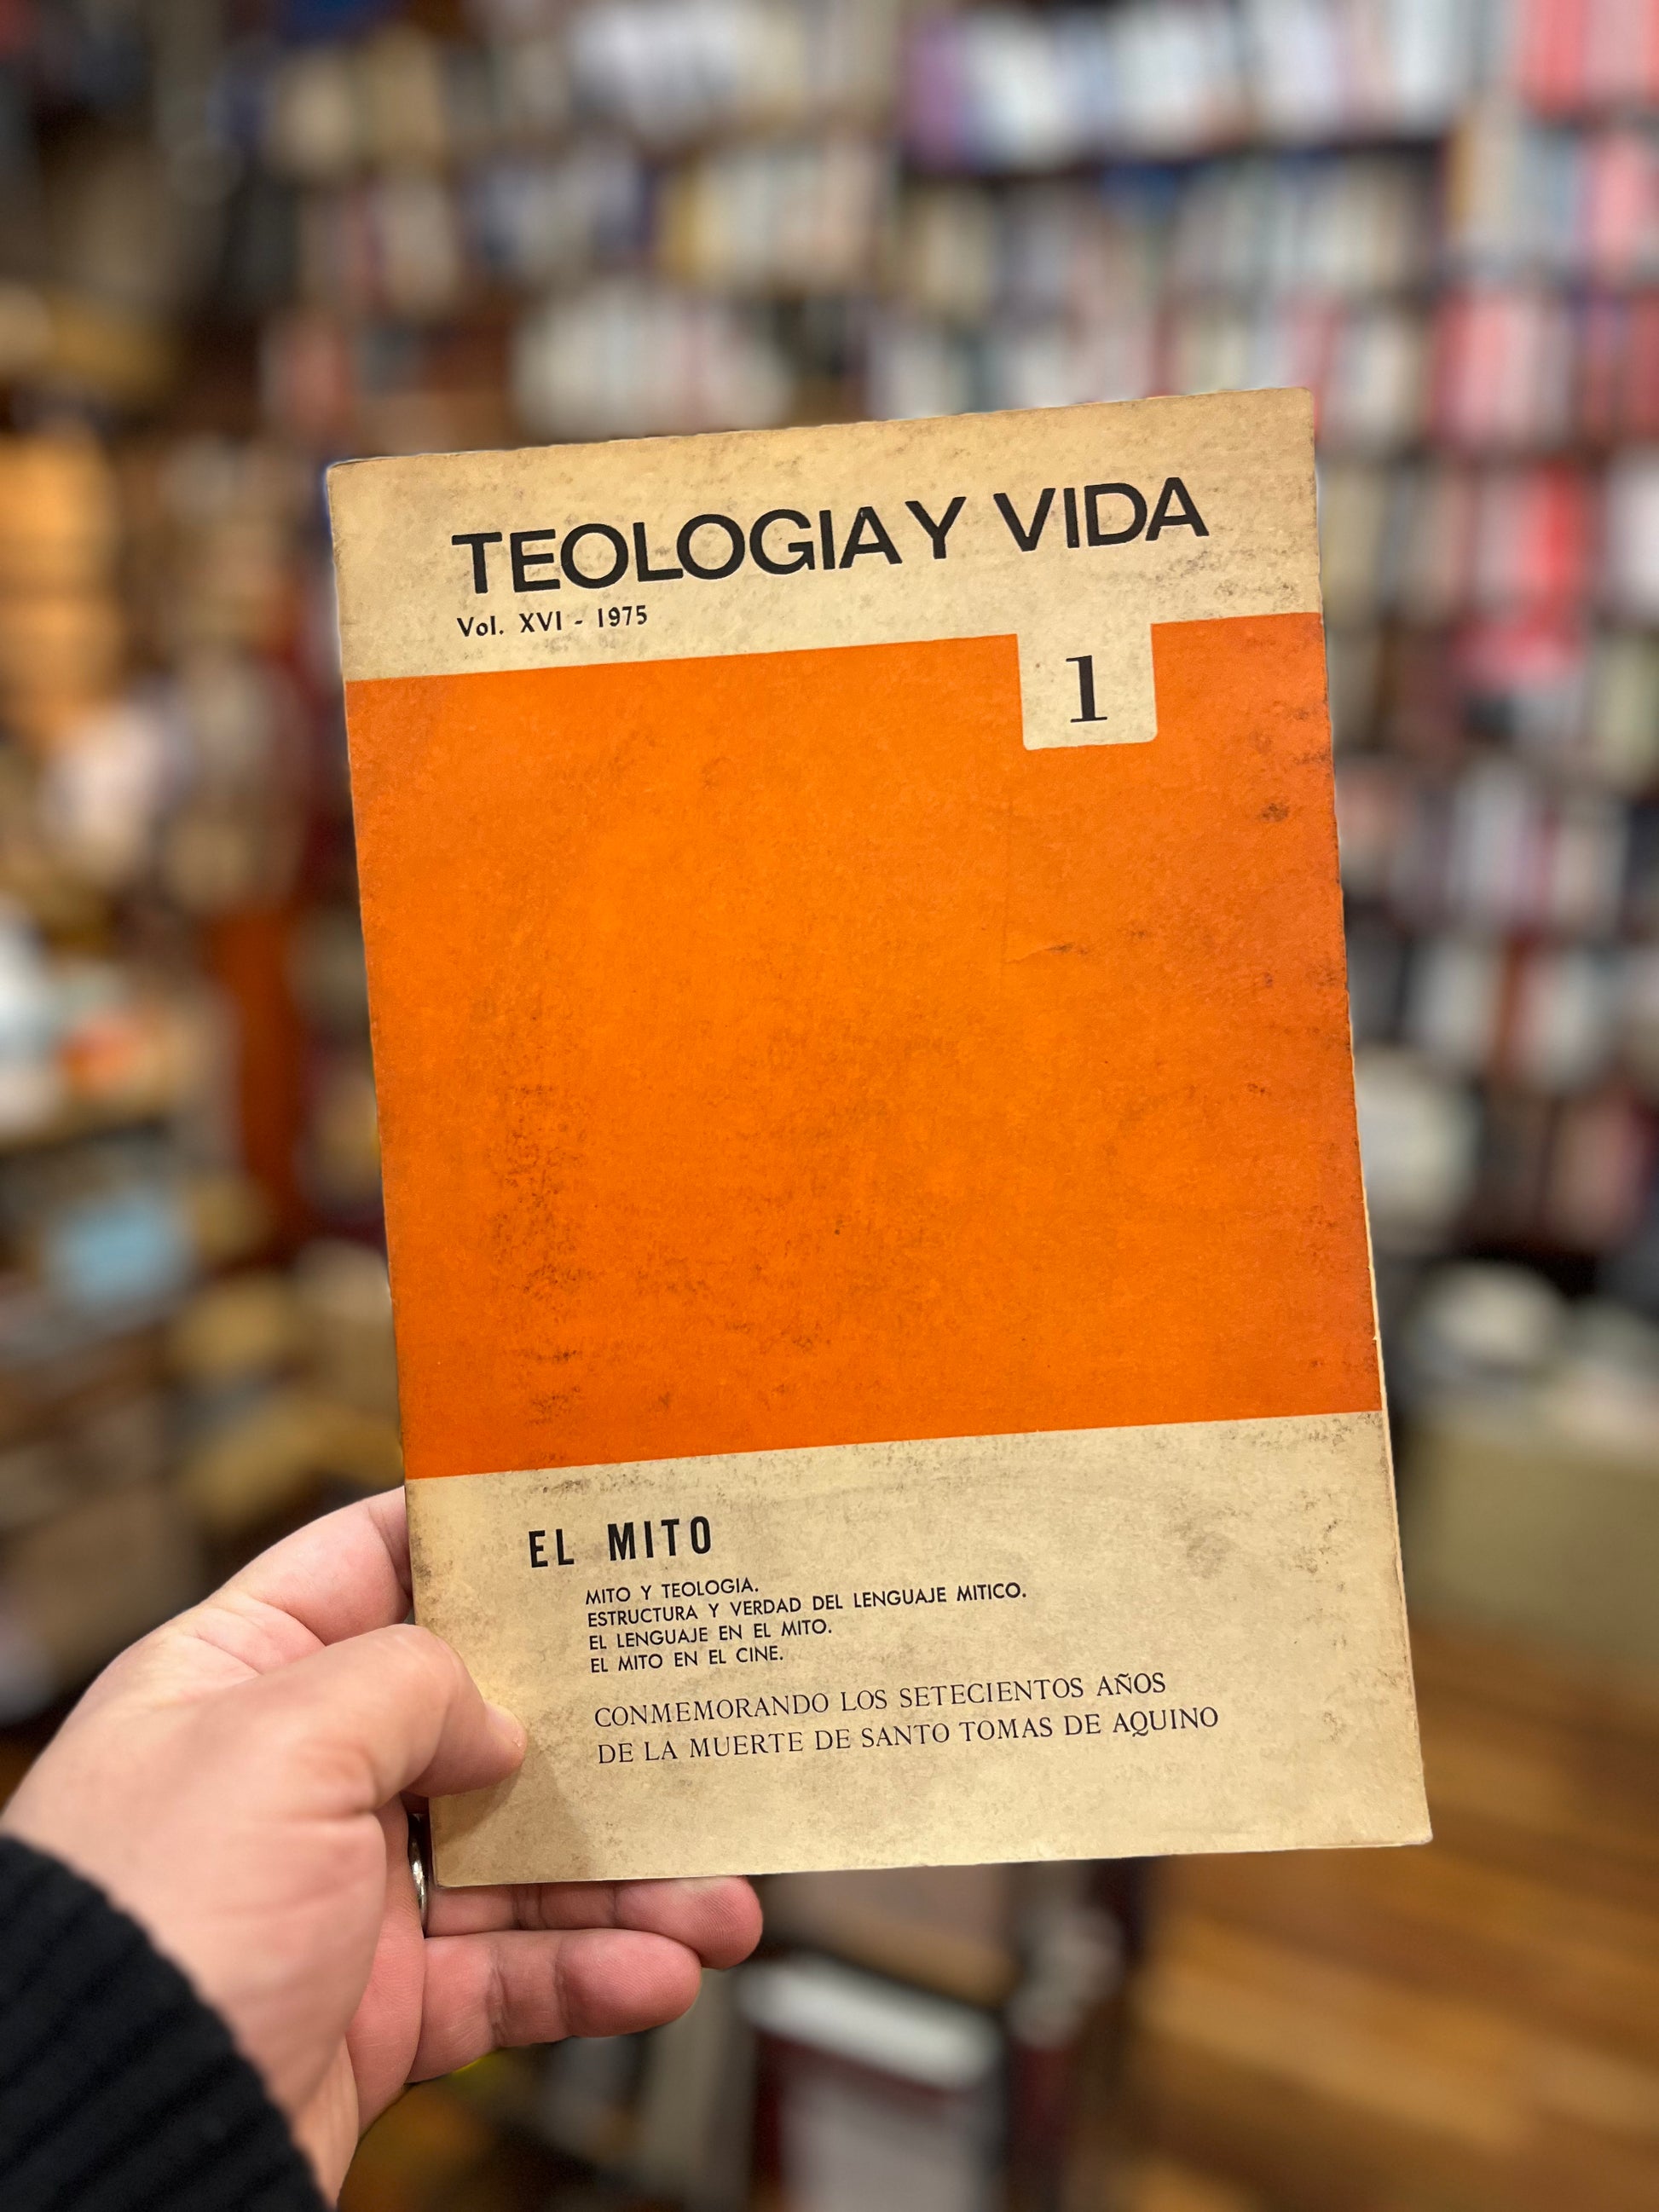 TEOLOGIA Y VIDA
Vol. XVI - 1975
1
EL MITO
MITO Y TEOLOGIA.
ESTRUCTURA Y VERDAD DEL LENGUAJE MITICO.
EL LENGUAJE EN EL MITO.
EL MITO EN EL CINE.
CONMEMORANDO LOS SETECIENTOS AÑOS
DE LA MUERTE DE SANTO TOMAS DE AQUINO